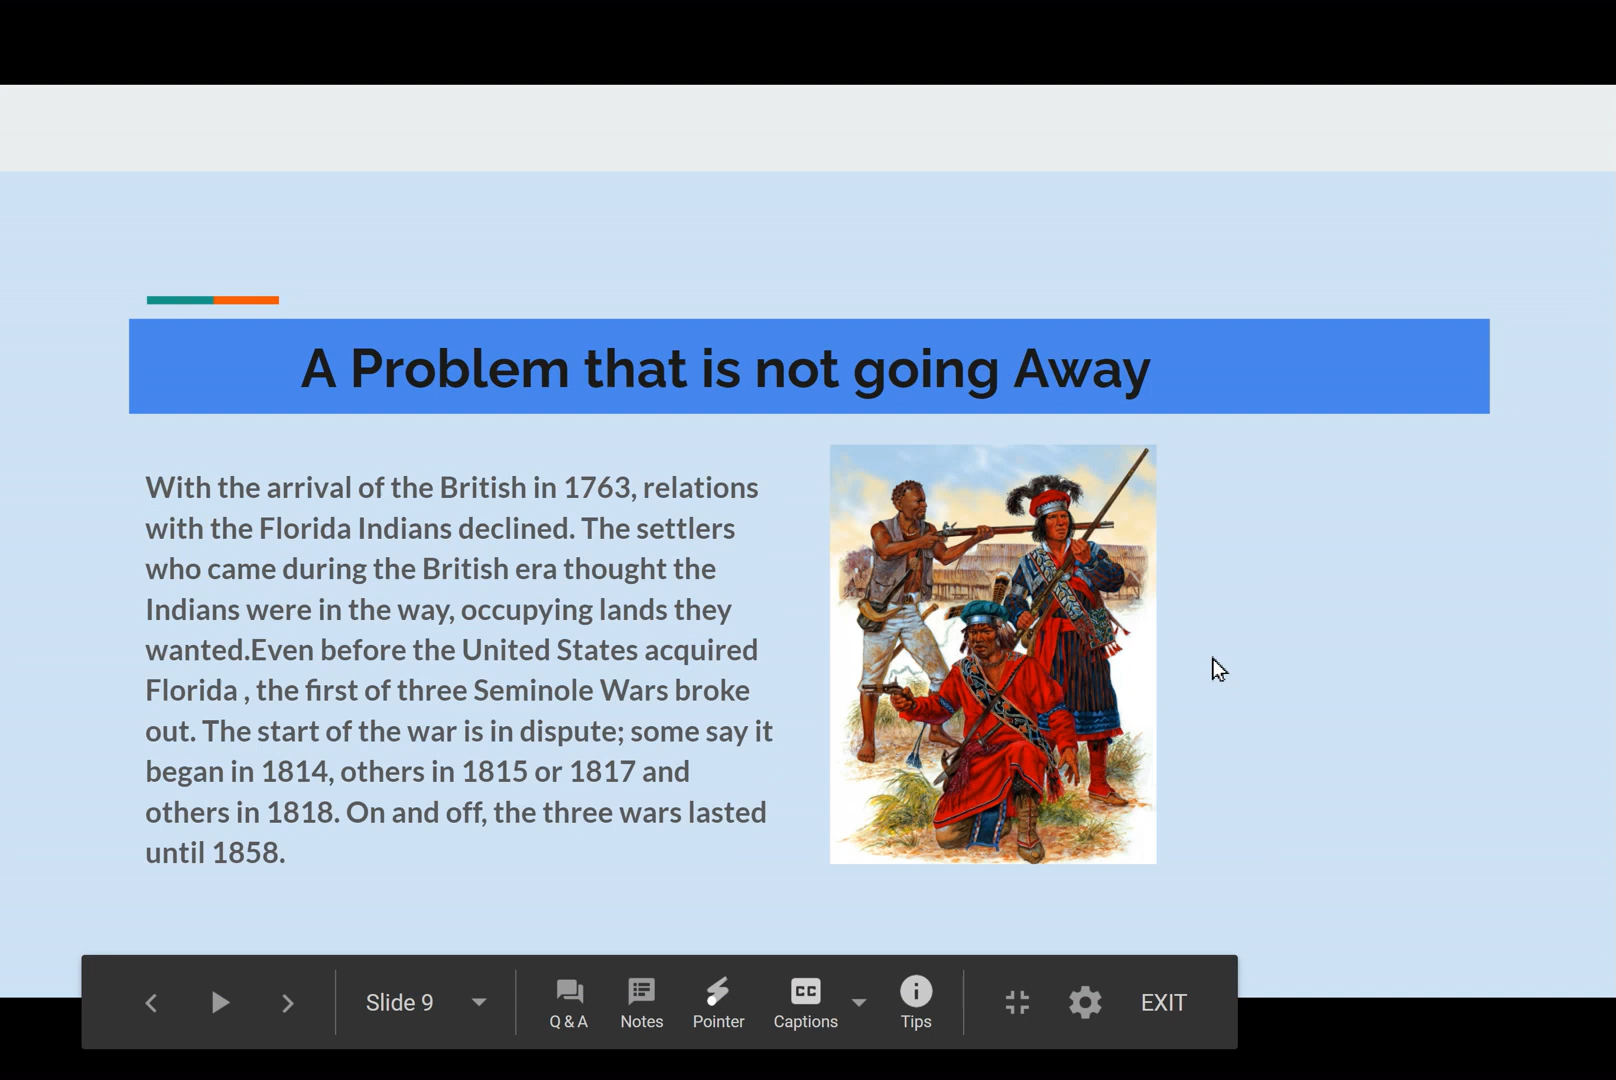 A Problem that is not going Away
With the arrival of the British in 1763, relations
with the Florida Indians declined. The settlers
who came during the British era thought the
Indians were in the way, occupying lands they
wanted.Even before the United States acquired
Florida , the first of three Seminole Wars broke
out. The start of the war is in dispute; some say it
began in 1814, others in 1815 or 1817 and
others in 1818. On and off, the three wars lasted
until 1858.
Slide 9
Q & A
Notes
Pointer
CC
Captions
Tips
EXIT